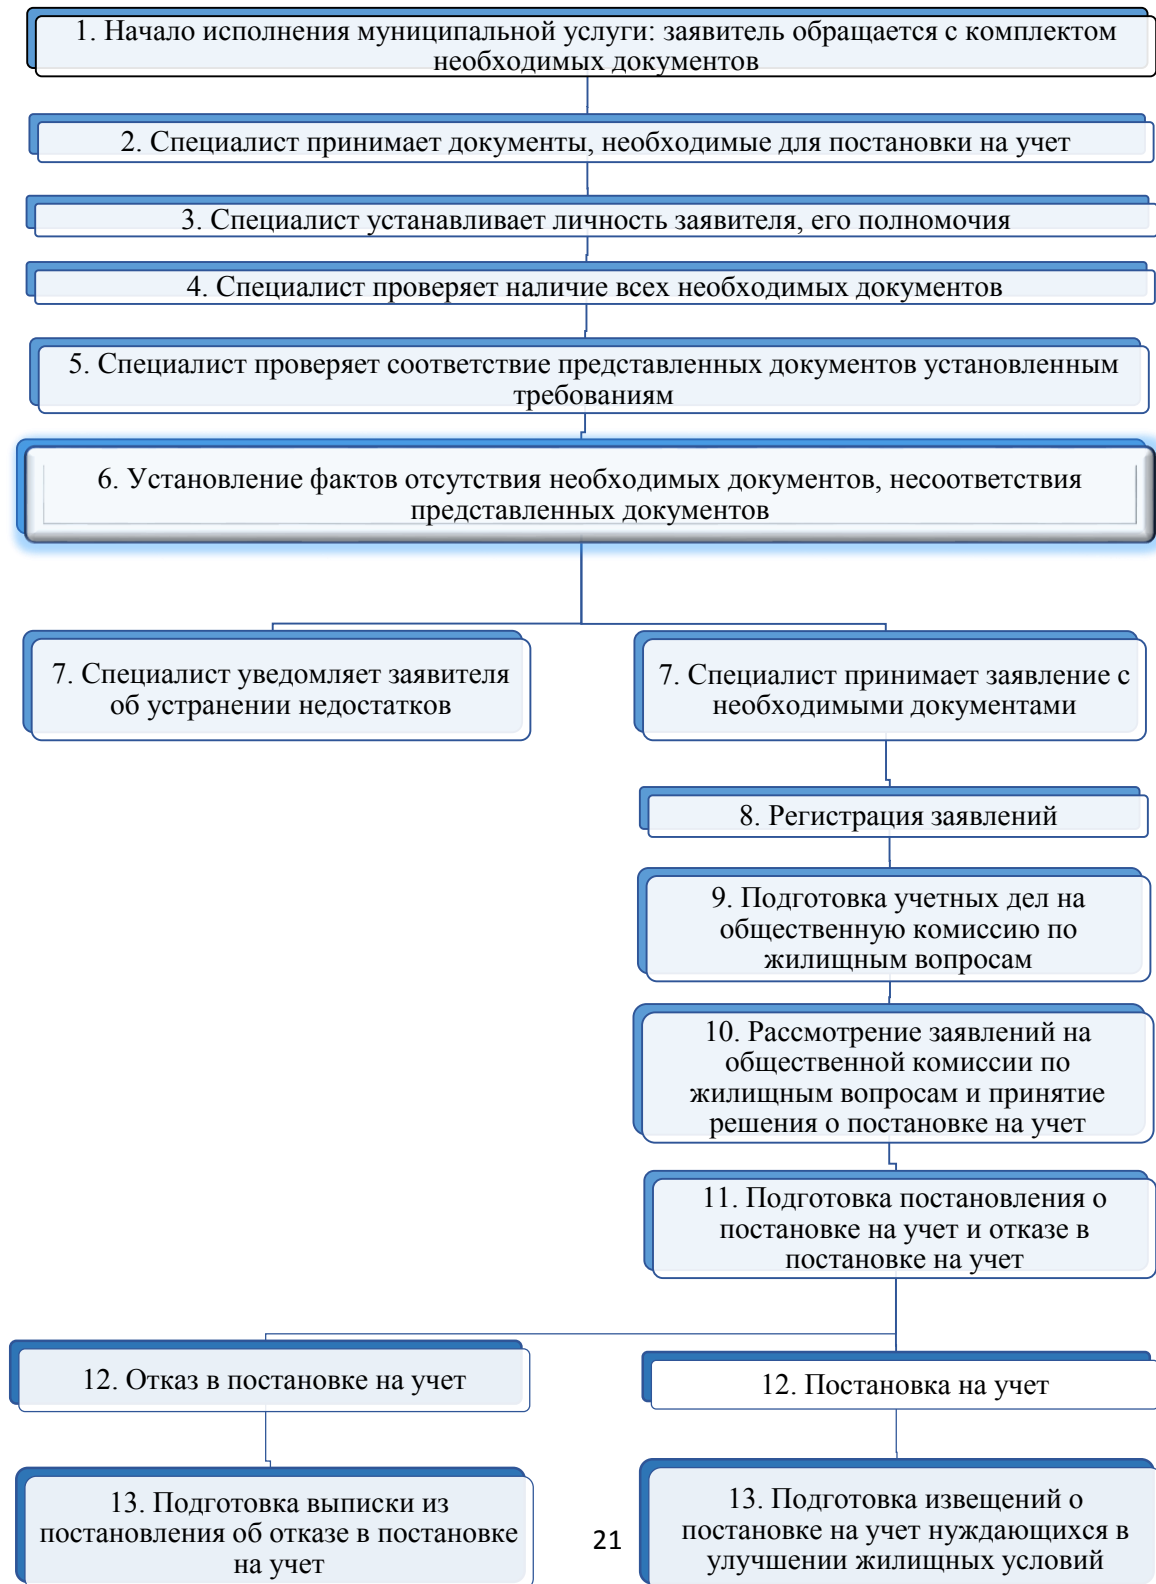 1. Начало исполнения муниципальной услуги: заявитель обращается с комплектом
необходимых документов
2. Специалист принимает документы, необходимые для постановки на учет
3. Специалист устанавливает личность заявителя, его полномочия
4. Специалист проверяет наличие всех необходимых документов
5. Специалист проверяет соответствие представленных документов установленным
требованиям
6. Установление фактов отсутствия необходимых документов, несоответствия
представленных документов
7. Специалист уведомляет заявителя
об устранении недостатков
7. Специалист принимает заявление с
необходимыми документами
8. Регистрация заявлений
9. Подготовка учетных дел на
общественную комиссию по
жилищным вопросам
10. Рассмотрение заявлений на
общественной комиссии по
жилищным вопросам и принятие
решения о постановке на учет
11. Подготовка постановления о
постановке на учет и отказе в
постановке на учет
12. Отказ в постановке на учет
12. Постановка на учет
13. Подготовка выписки из
постановления об отказе в постановке
на учет
13. Подготовка извещений о
постановке на учет нуждающихся в
улучшении жилищных условий
21